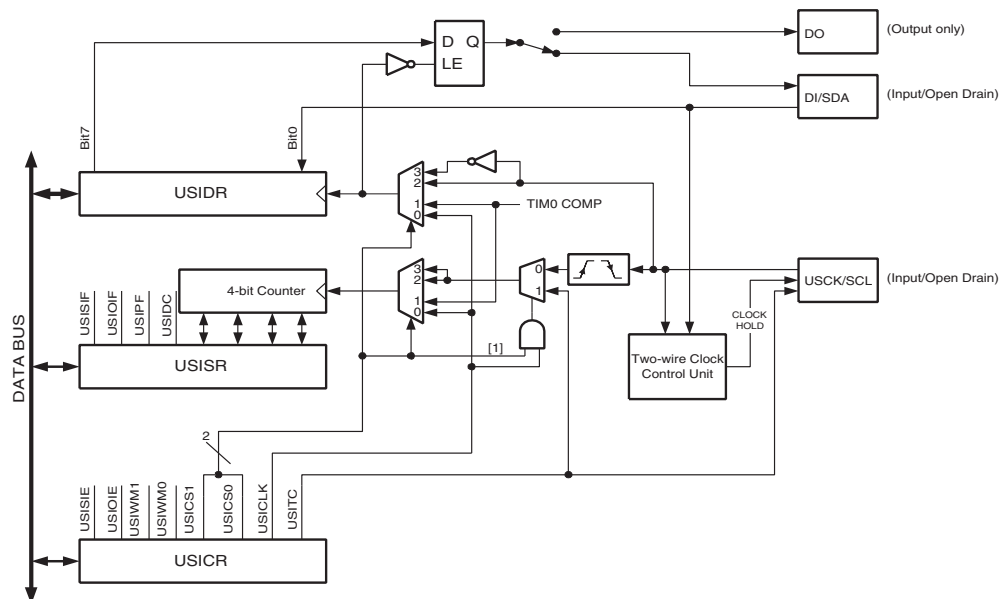 D Q
LE
DO
(Output only)
DI/SDA
(Input/Open Drain)
Bit7
Bit0
USIDR
3
2
1
0
TIM0 COMP
DATA BUS
4-bit Counter
3
2
1
0
0
1
USCK/SCL
(Input/Open Drain)
CLOCK
HOLD
USISIF
USIOIF
USIPF
USIDC
[1]
USISR
Two-wire Clock
Control Unit
2
USISIE
USIOIE
USIWM1
USIWM0
USICS1
USICS0
USICLK
USITC
USICR